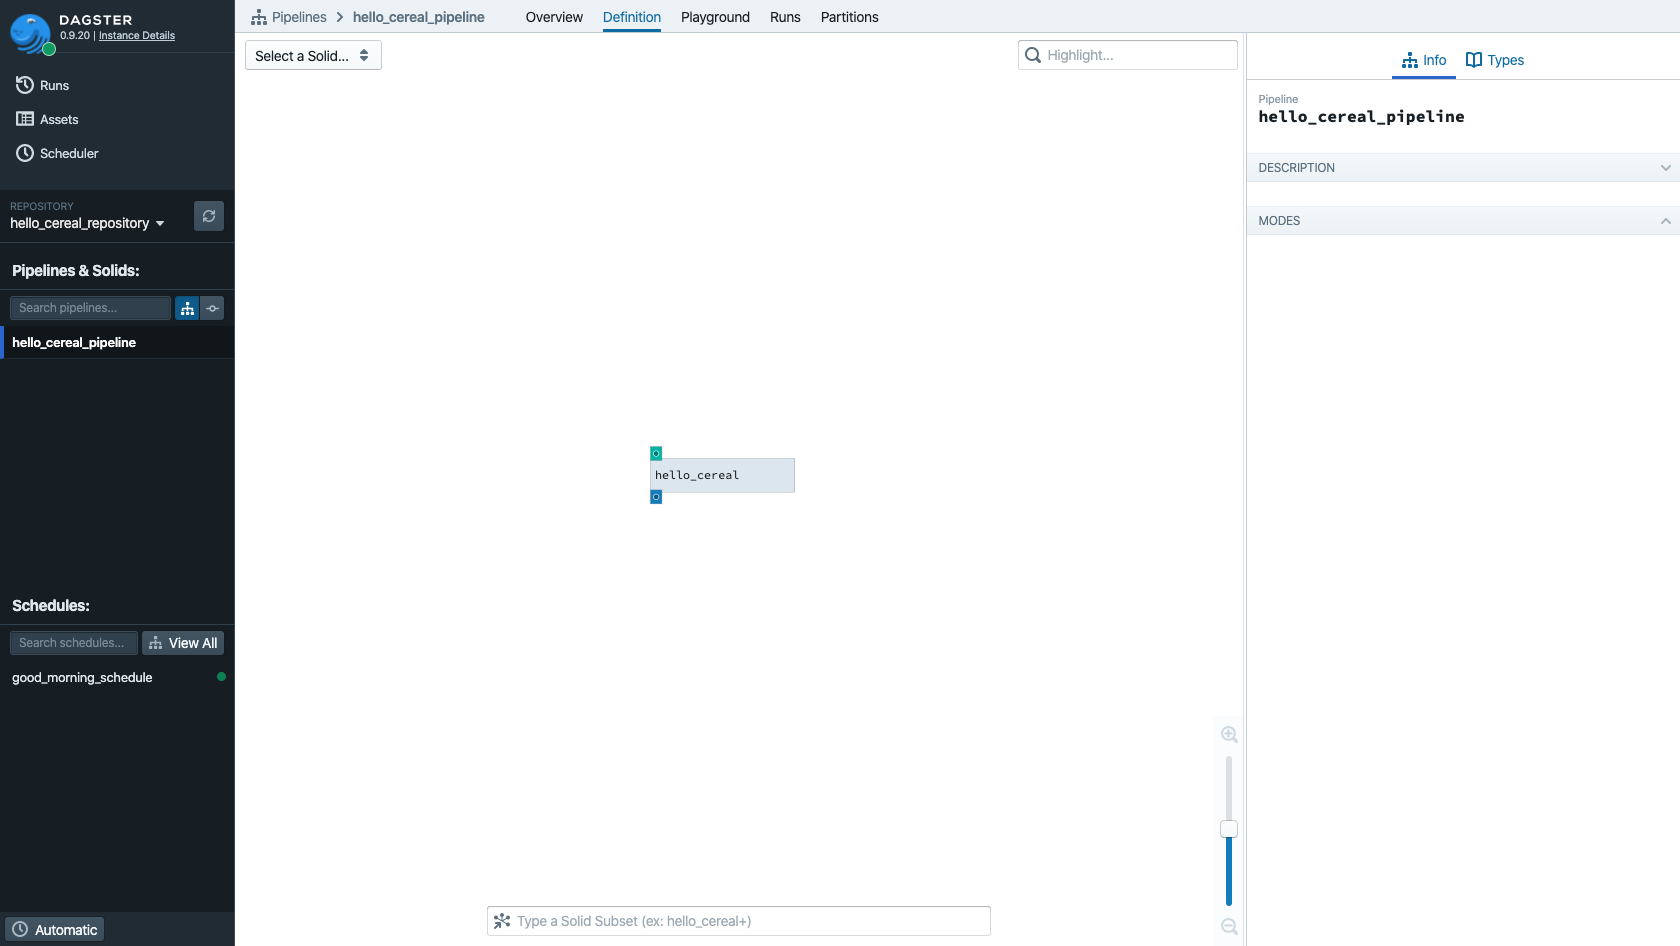 DAGSTER
0.9.20 | Instance Details
Runs
Assets
Scheduler
REPOSITORY
hello_cereal_repository
Pipelines & Solids:
Search pipelines...
hello_cereal_pipeline
Schedules:
Search schedules...
View All
good_morning_schedule
Automatic
Pipelines
hello_cereal_pipeline
Overview
Definition
Playground
Runs
Partitions
Select a Solid...
Highlight...
hello_cereal
Type a Solid Subset (ex: hello_cereal+)
Info
Types
Pipeline
hello_cereal_pipeline
DESCRIPTION
MODES